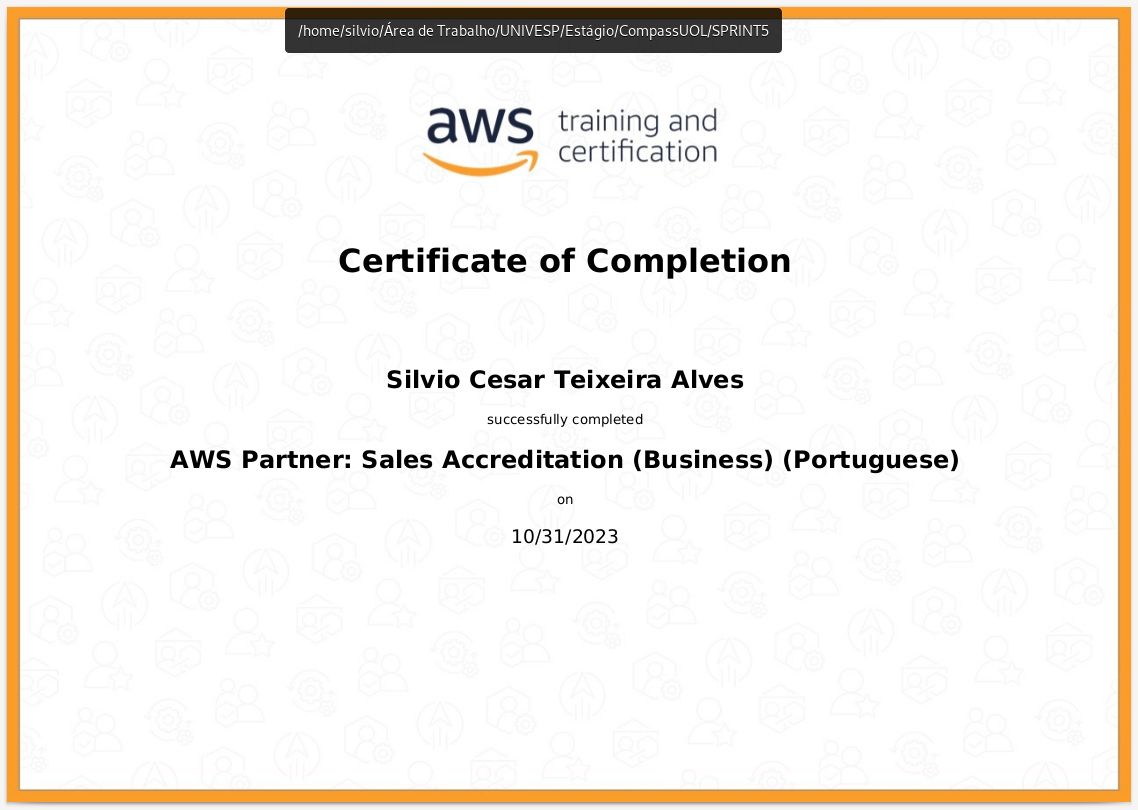 /home/silvio/Área de Trabalho/UNIVESP/Estágio/CompassUOL/SPRINT5
aws training and
certification
Certificate of Completion
Silvio Cesar Teixeira Alves
successfully completed
AWS Partner: Sales Accreditation (Business) (Portuguese)
on
10/31/2023